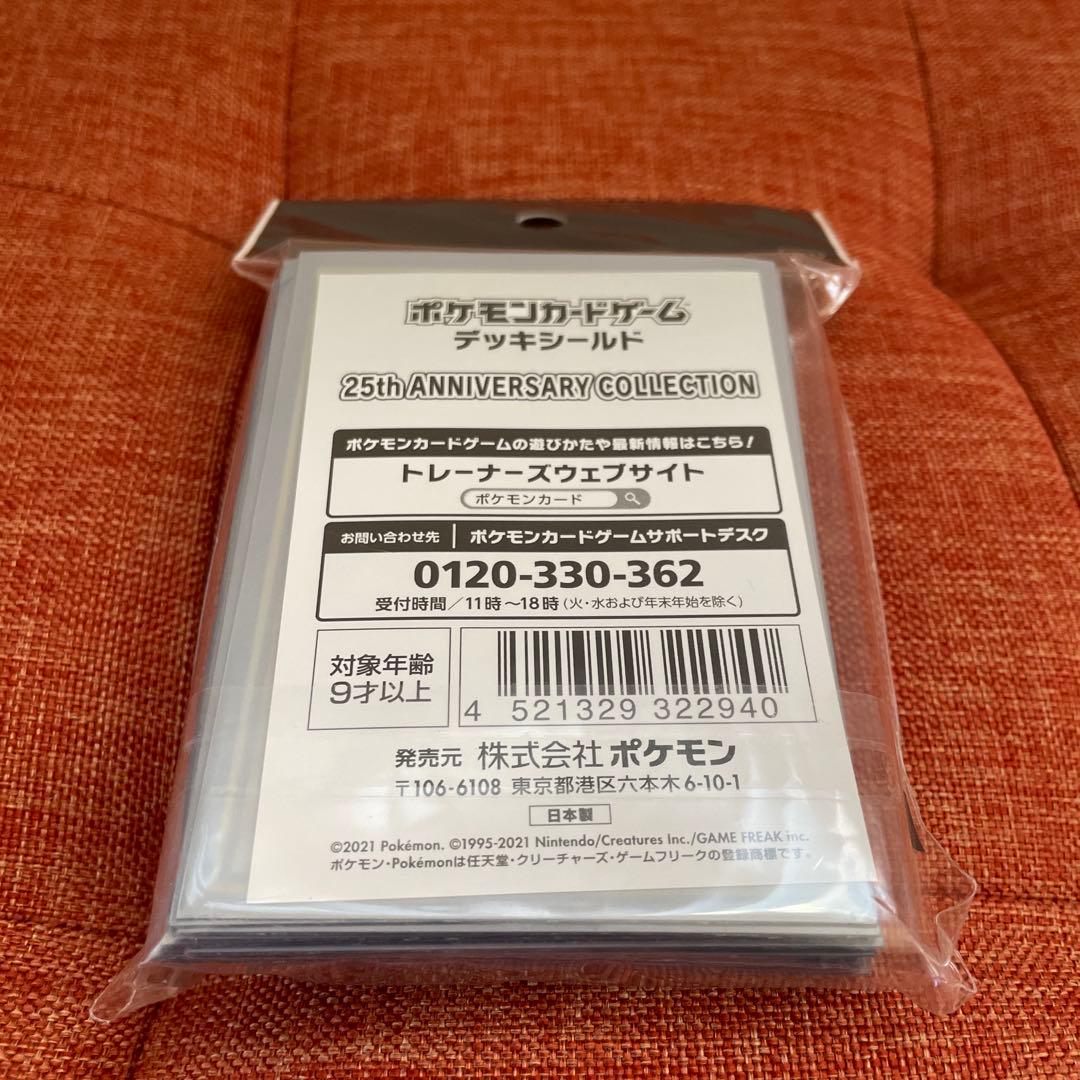 ポケモンカードゲーム
デッキシールド
25th ANNIVERSARY COLLECTION
ポケモンカードゲームの遊びかたや最新情報はこちら！
トレーナーズウェブサイト
ポケモンカード
お問い合わせ先 | ポケモンカードゲームサポートデスク
0120-330-362
受付時間／11時〜18時（火・水および年末年始を除く）
対象年齢
9才以上
4 521329 322940
発売元 株式会社ポケモン
〒106-6108 東京都港区六本木6-10-1
日本製
©2021 Pokémon. ©1995-2021 Nintendo/Creatures Inc./GAME FREAK inc.
ポケモン・Pokémonは任天堂・クリーチャーズ・ゲームフリークの登録商標です。